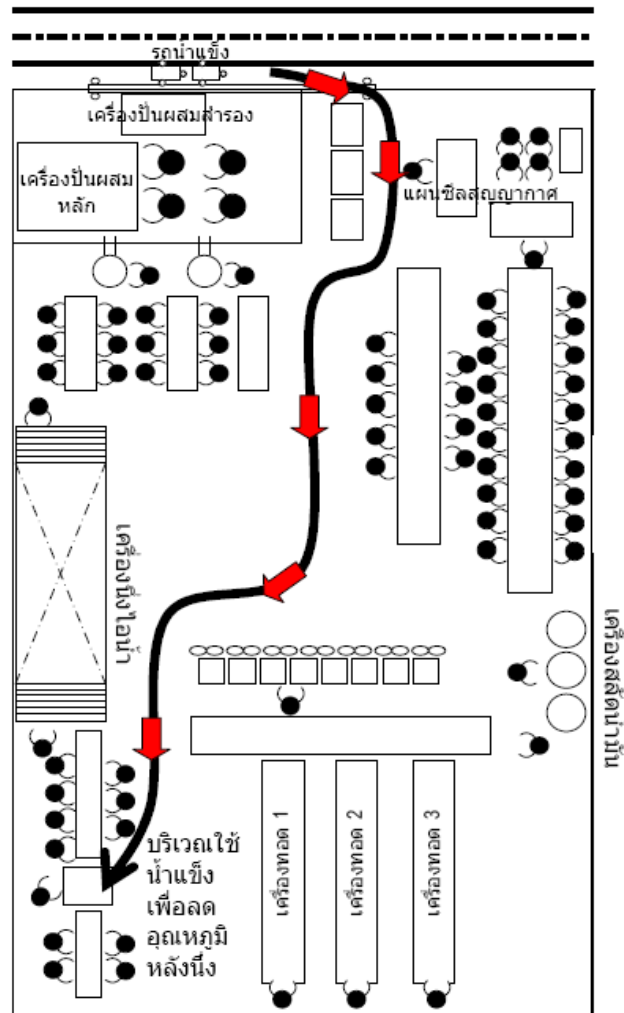 รถน้ำแข็ง
เครื่องปั่นผสมสำรอง
เครื่องปั่นผสม
หลัก
แผนซีลสูญญากาศ
เครื่องนึ่งไอน้ำ
เครื่องสลัดน้ำมัน
เครื่องทอด 1
เครื่องทอด 2
เครื่องทอด 3
บริเวณใช้
น้ำแข็ง
เพื่อลด
อุณหภูมิ
หลังนึ่ง